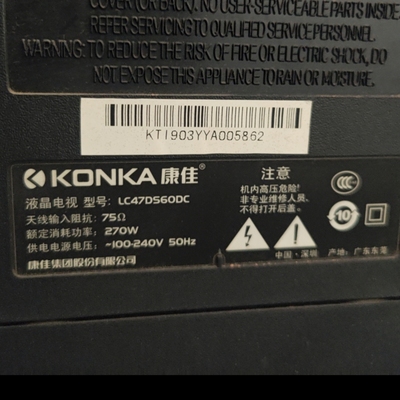 COVER (OR BACK). NO USER-SERVICEABLE PARTS INSIDE.
REFER SERVICING TO QUALIFIED SERVICE PERSONNEL.
WARNING: TO REDUCE THE RISK OF FIRE OR ELECTRIC SHOCK, DO
NOT EXPOSE THIS APPLIANCE TO RAIN OR MOISTURE.
KT1903YYA005862
KONKA 康佳®
液晶电视 型号: LC47DS60DC
天线输入阻抗: 75Ω
额定消耗功率: 270W
供电电源电压: ~100-240V 50Hz
康佳集团股份有限公司
注意
机内高压危险!
非专业维修人员、
不得打开后盖。
中国·深圳
10
产地: 广东东莞